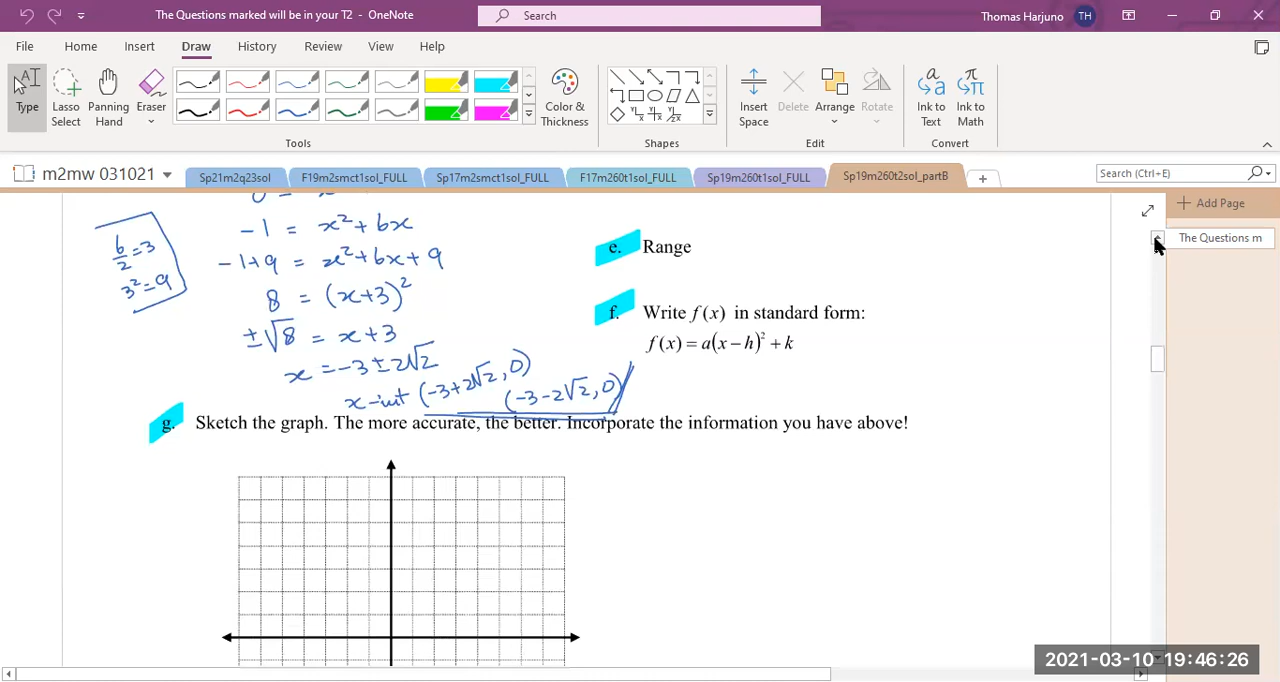 The Questions marked will be in your T2 - OneNote
Search
Thomas Harjuno TH
File Home Insert Draw View History Review View Help
Type
Lasso Select
Panning Hand
Eraser
Color & Thickness
Insert Space
Delete
Arrange
Rotate
Ink to Text
Ink to Math
Tools
Shapes
Edit
Convert
m2mw 031021
Sp21m2q23sol
F19m2smct1sol_FULL
Sp17m2smct1sol_FULL
F17m260t1sol_FULL
Sp19m260t1sol_FULL
Sp19m260t2sol_partB
Search (Ctrl+E)
Add Page
The Questions m
-1 = x² + 6x
6/2 = 3
3² = 9
-1+9 = x² + 6x + 9
8 = (x+3)²
±√8 = x+3
x = -3 ± 2√2
x-int (-3+2√2, 0)
(-3-2√2, 0)
e. Range
f. Write f(x) in standard form:
f(x) = a(x-h)² + k
g. Sketch the graph. The more accurate, the better. Incorporate the information you have above!
2021-03-10 19:46:26